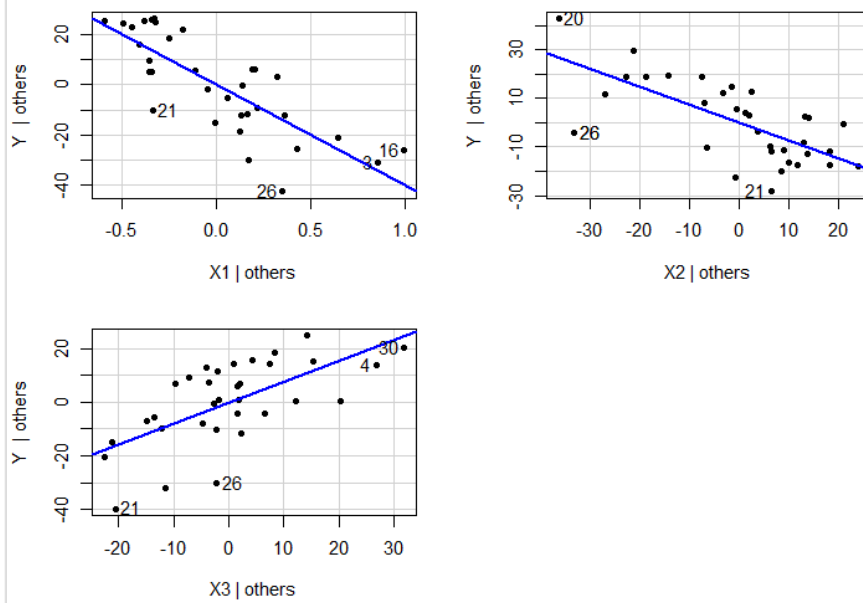 Y | others
-40 -20 0 20
21
26
3
16
-0.5 0.0 0.5 1.0
X1 | others
Y | others
-30 -10 10 30
20
26
21
-30 -20 -10 0 10 20
X2 | others
Y | others
-40 -20 0 20
30
4
26
21
-20 -10 0 10 20 30
X3 | others